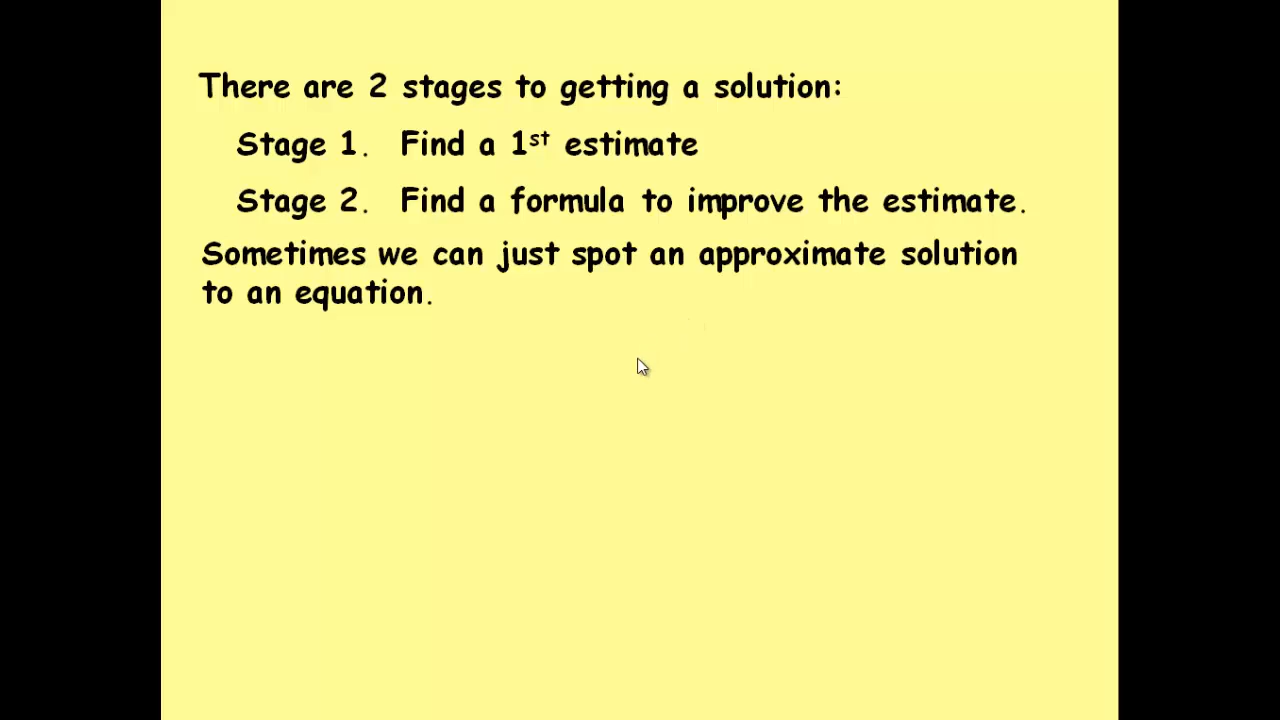 There are 2 stages to getting a solution:
Stage 1. Find a 1st estimate
Stage 2. Find a formula to improve the estimate.
Sometimes we can just spot an approximate solution
to an equation.